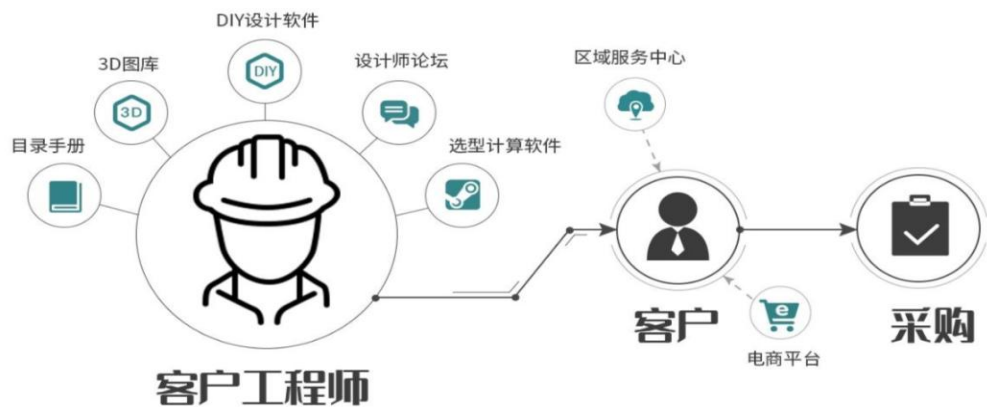 DIY设计软件
3D图库
设计师论坛
目录手册
选型计算软件
3D
DIY
区域服务中心
客户工程师
客户
采购
e
电商平台